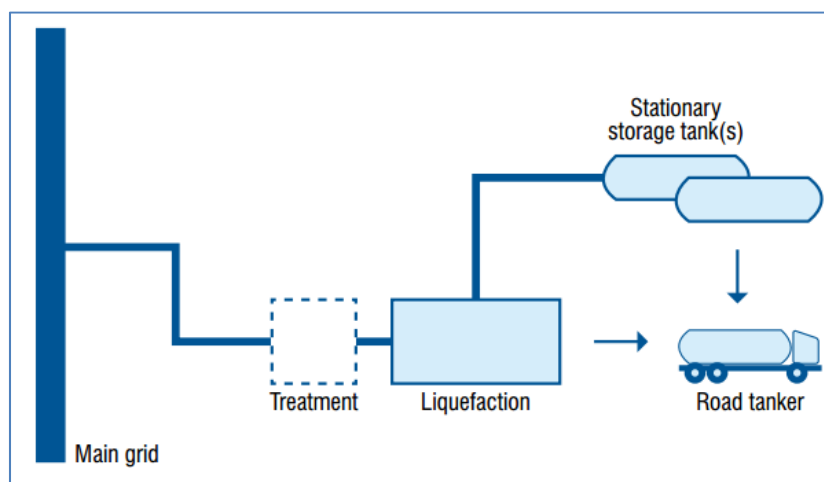 Stationary
storage tank(s)
Treatment
Liquefaction
Road tanker
Main grid